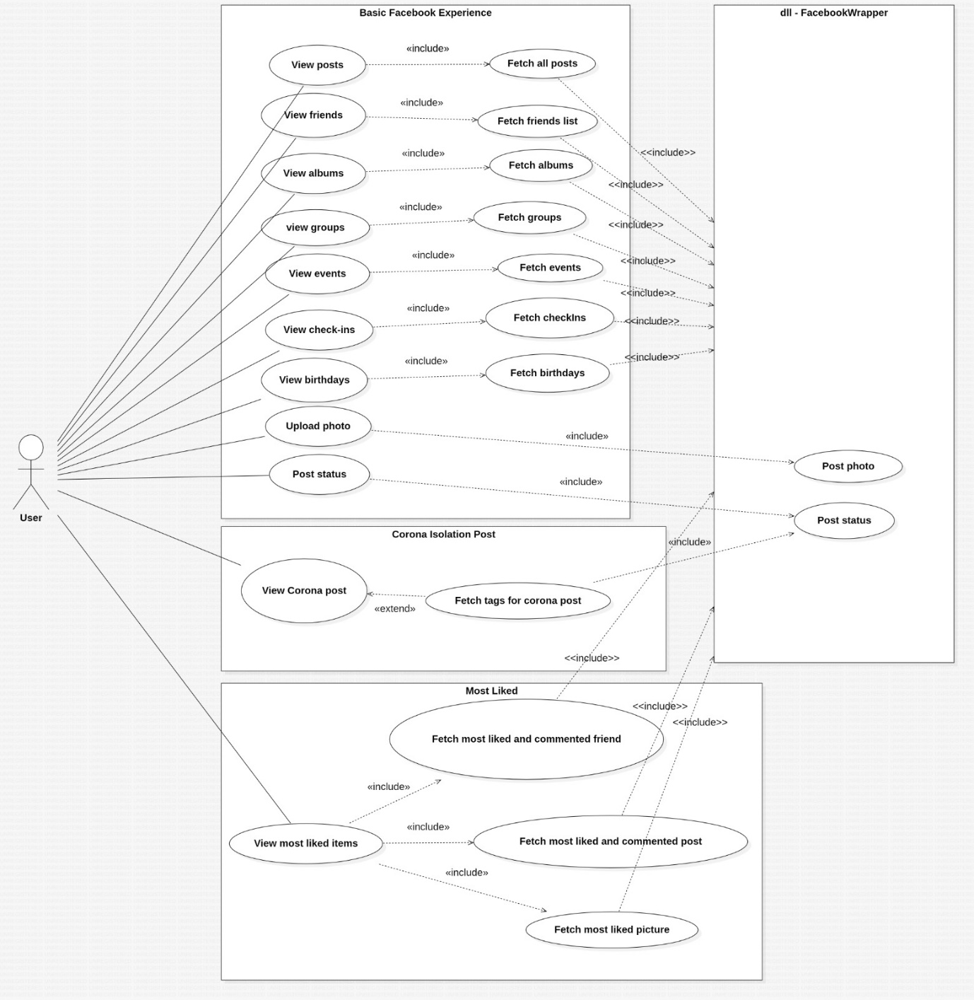 Basic Facebook Experience
dll - FacebookWrapper
«include»
View posts
Fetch all posts
«include»
View friends
Fetch friends list
«include»
<<include>>
View albums
Fetch albums
<<include>>
«include»
view groups
Fetch groups
<<include>>
«include»
View events
Fetch events
<<include>>
<<include>>
«include»
View check-ins
Fetch checkIns
<<include>>
«include»
View birthdays
Fetch birthdays
<<include>>
Upload photo
«include»
Post photo
Post status
«include»
Post status
User
Corona Isolation Post
«include»
View Corona post
Fetch tags for corona post
«extend»
<<include>>
Most Liked
<<include>>
<<include>>
Fetch most liked and commented friend
«include»
«include»
View most liked items
Fetch most liked and commented post
«include»
Fetch most liked picture